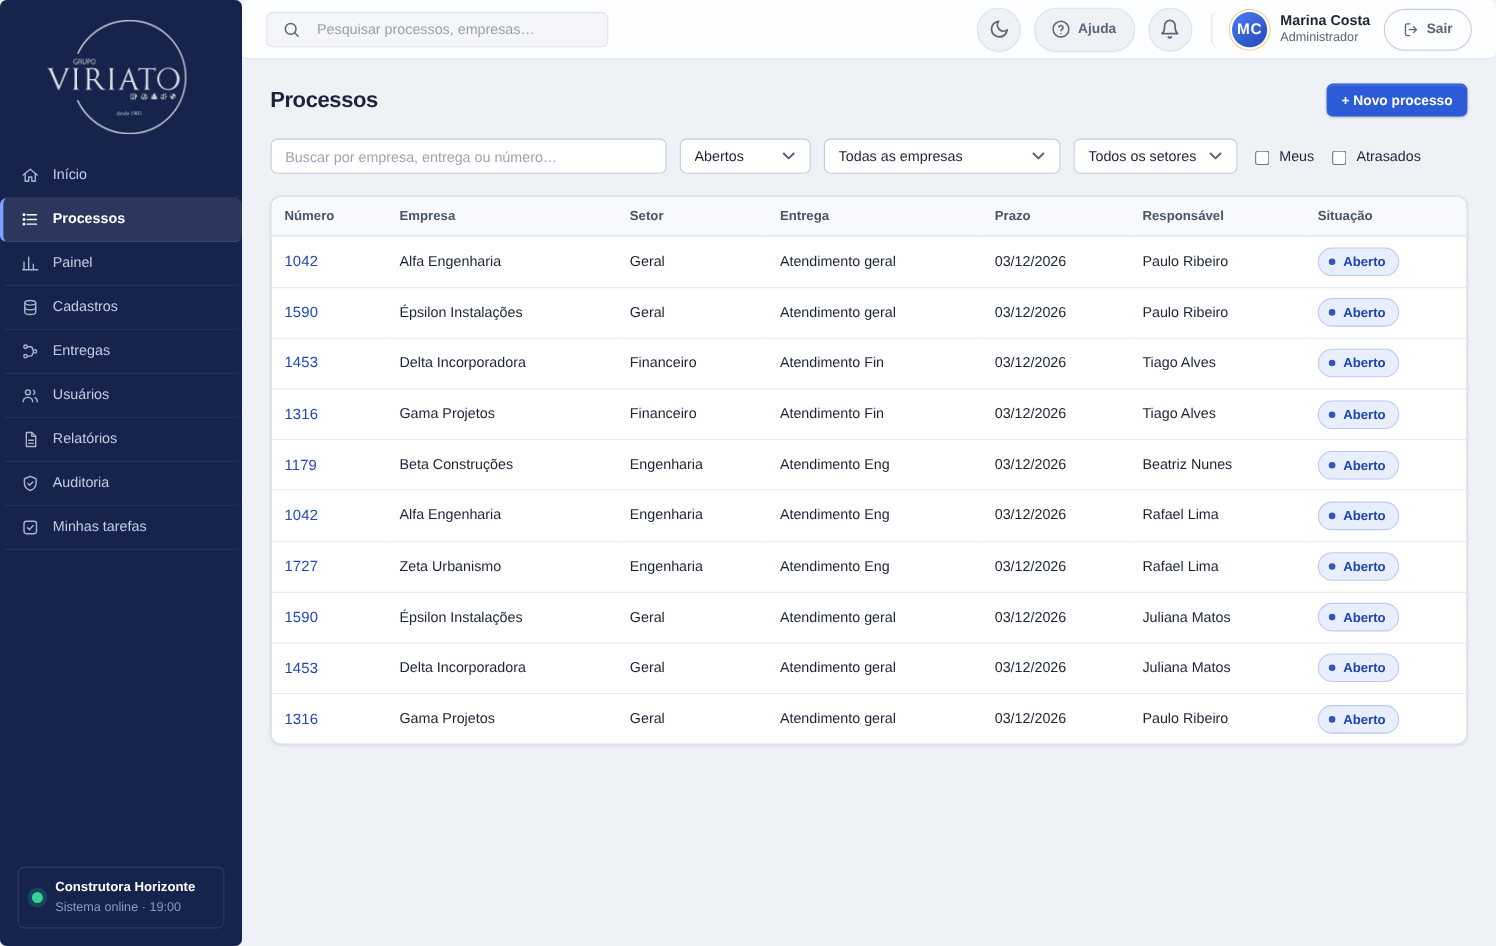 GRUPO
VIRIATO
desde 1983
Início
Processos
Painel
Cadastros
Entregas
Usuários
Relatórios
Auditoria
Minhas tarefas
Construtora Horizonte
Sistema online · 19:00
Pesquisar processos, empresas…
Ajuda
MC
Marina Costa
Administrador
Sair
Processos
+ Novo processo
Buscar por empresa, entrega ou número…
Abertos
Todas as empresas
Todos os setores
Meus
Atrasados
Número Empresa Setor Entrega Prazo Responsável Situação
1042 Alfa Engenharia Geral Atendimento geral 03/12/2026 Paulo Ribeiro Aberto
1590 Épsilon Instalações Geral Atendimento geral 03/12/2026 Paulo Ribeiro Aberto
1453 Delta Incorporadora Financeiro Atendimento Fin 03/12/2026 Tiago Alves Aberto
1316 Gama Projetos Financeiro Atendimento Fin 03/12/2026 Tiago Alves Aberto
1179 Beta Construções Engenharia Atendimento Eng 03/12/2026 Beatriz Nunes Aberto
1042 Alfa Engenharia Engenharia Atendimento Eng 03/12/2026 Rafael Lima Aberto
1727 Zeta Urbanismo Engenharia Atendimento Eng 03/12/2026 Rafael Lima Aberto
1590 Épsilon Instalações Geral Atendimento geral 03/12/2026 Juliana Matos Aberto
1453 Delta Incorporadora Geral Atendimento geral 03/12/2026 Juliana Matos Aberto
1316 Gama Projetos Geral Atendimento geral 03/12/2026 Paulo Ribeiro Aberto